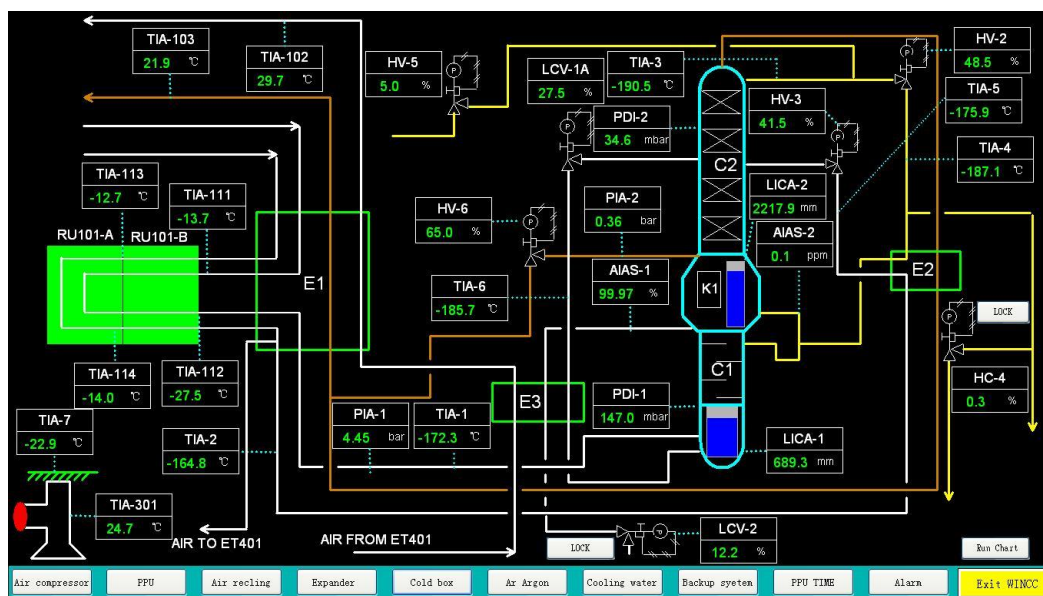 TIA-103
21.9 ℃
TIA-102
29.7 ℃
HV-5
5.0 %
P
LCV-1A
27.5 %
TIA-3
-190.5 ℃
HV-2
48.5 %
P
PDI-2
34.6 mbar
P
HV-3
41.5 %
P
TIA-5
-175.9 ℃
TIA-4
-187.1 ℃
C2
TIA-113
-12.7 ℃
TIA-111
-13.7 ℃
RU101-A
RU101-B
HV-6
65.0 %
P
PIA-2
0.36 bar
LICA-2
2217.9 mm
AIAS-2
0.1 ppm
E1
TIA-6
-185.7 ℃
AIAS-1
99.97 %
K1
E2
LOCK
P
TIA-114
-14.0 ℃
TIA-112
-27.5 ℃
E3
C1
HC-4
0.3 %
TIA-7
-22.9 ℃
TIA-2
-164.8 ℃
PIA-1
4.45 bar
TIA-1
-172.3 ℃
PDI-1
147.0 mbar
LICA-1
689.3 mm
TIA-301
24.7 ℃
AIR TO ET401
AIR FROM ET401
LOCK
LCV-2
12.2 %
Run Chart
Air compressor
PPU
Air recling
Expander
Cold box
Ar Argon
Cooling water
Backup syetem
PPU TIME
Alarm
Exit WINCC